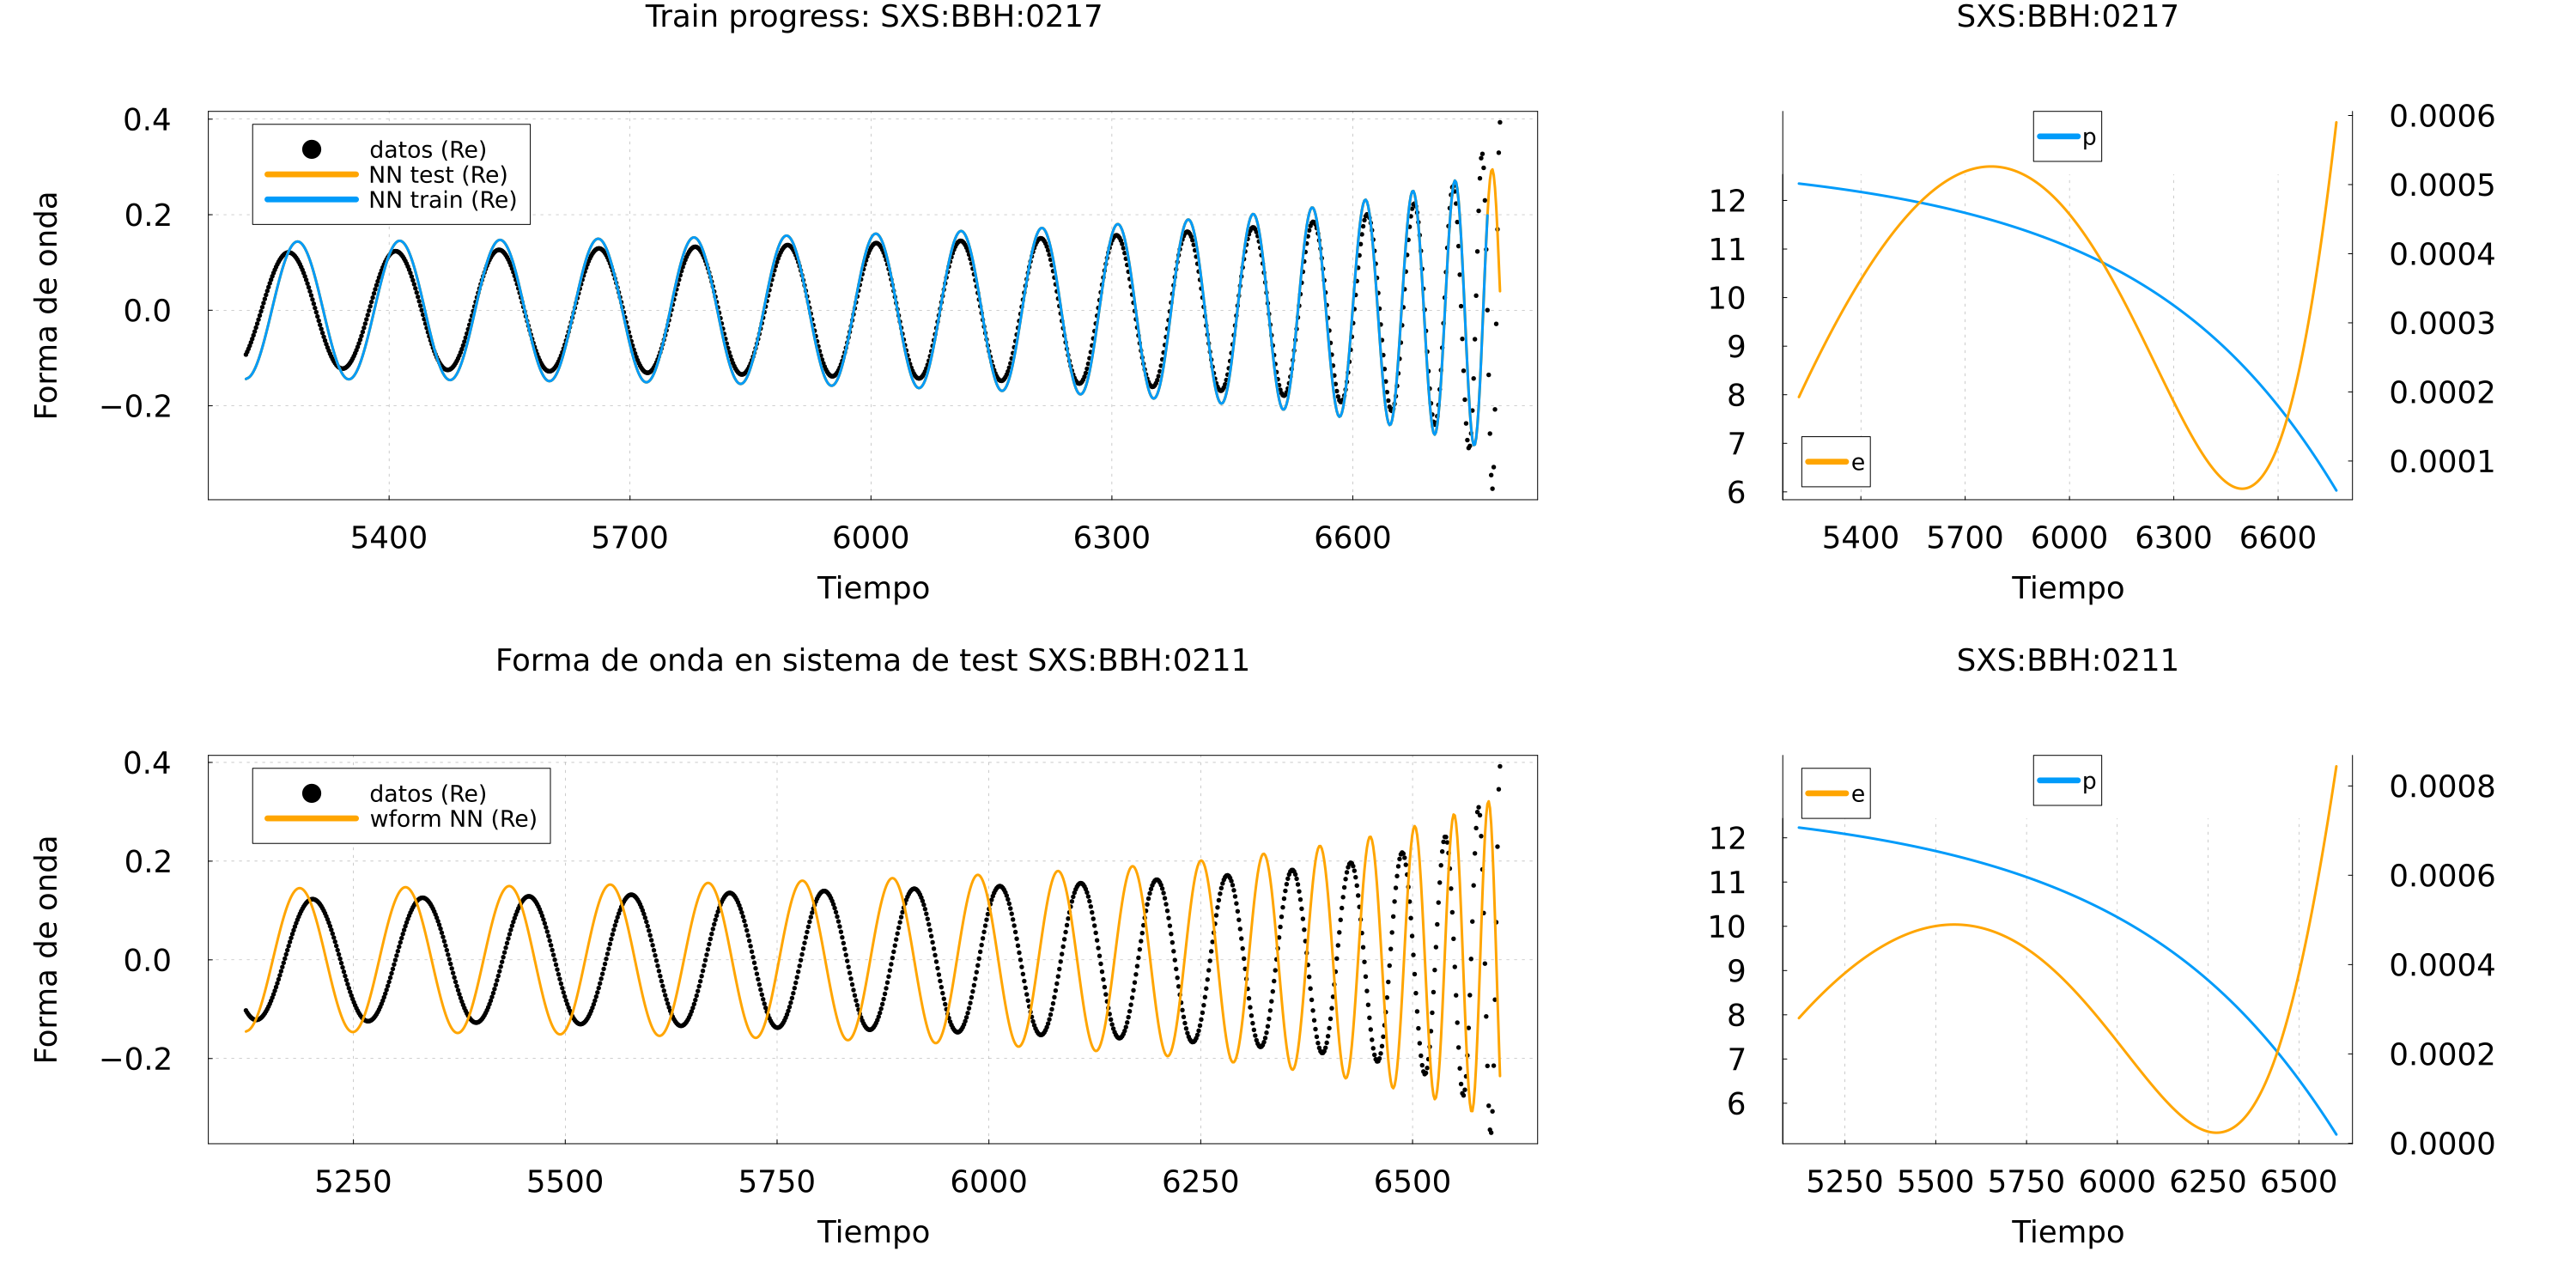 Train progress: SXS:BBH:0217
Forma de onda
0.4
0.2
0.0
−0.2
datos (Re)
NN test (Re)
NN train (Re)
5400 5700 6000 6300 6600
Tiempo
SXS:BBH:0217
12
11
10
9
8
7
6
p
e
0.0006
0.0005
0.0004
0.0003
0.0002
0.0001
5400 5700 6000 6300 6600
Tiempo
Forma de onda en sistema de test SXS:BBH:0211
Forma de onda
0.4
0.2
0.0
−0.2
datos (Re)
wform NN (Re)
5250 5500 5750 6000 6250 6500
Tiempo
SXS:BBH:0211
12
11
10
9
8
7
6
e
p
0.0008
0.0006
0.0004
0.0002
0.0000
5250 5500 5750 6000 6250 6500
Tiempo